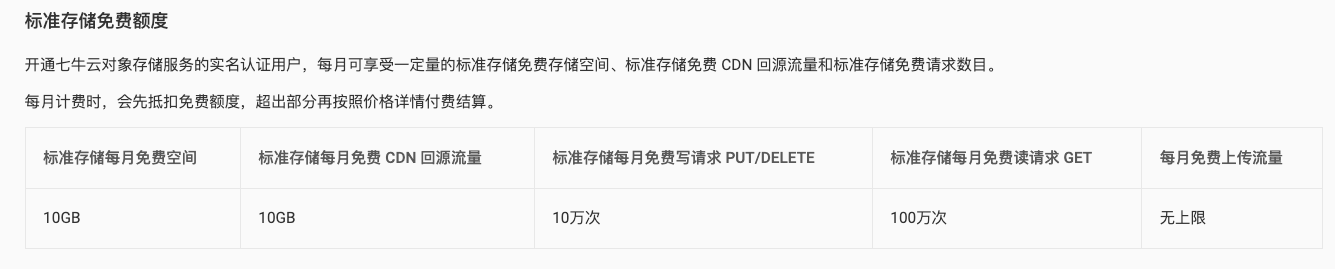 标准存储免费额度
开通七牛云对象存储服务的实名认证用户，每月可享受一定量的标准存储免费存储空间、标准存储免费 CDN 回源流量和标准存储免费请求数目。
每月计费时，会先抵扣免费额度，超出部分再按照价格详情付费结算。
标准存储每月免费空间 标准存储每月免费 CDN 回源流量 标准存储每月免费写请求 PUT/DELETE 标准存储每月免费读请求 GET 每月免费上传流量
10GB 10GB 10万次 100万次 无上限